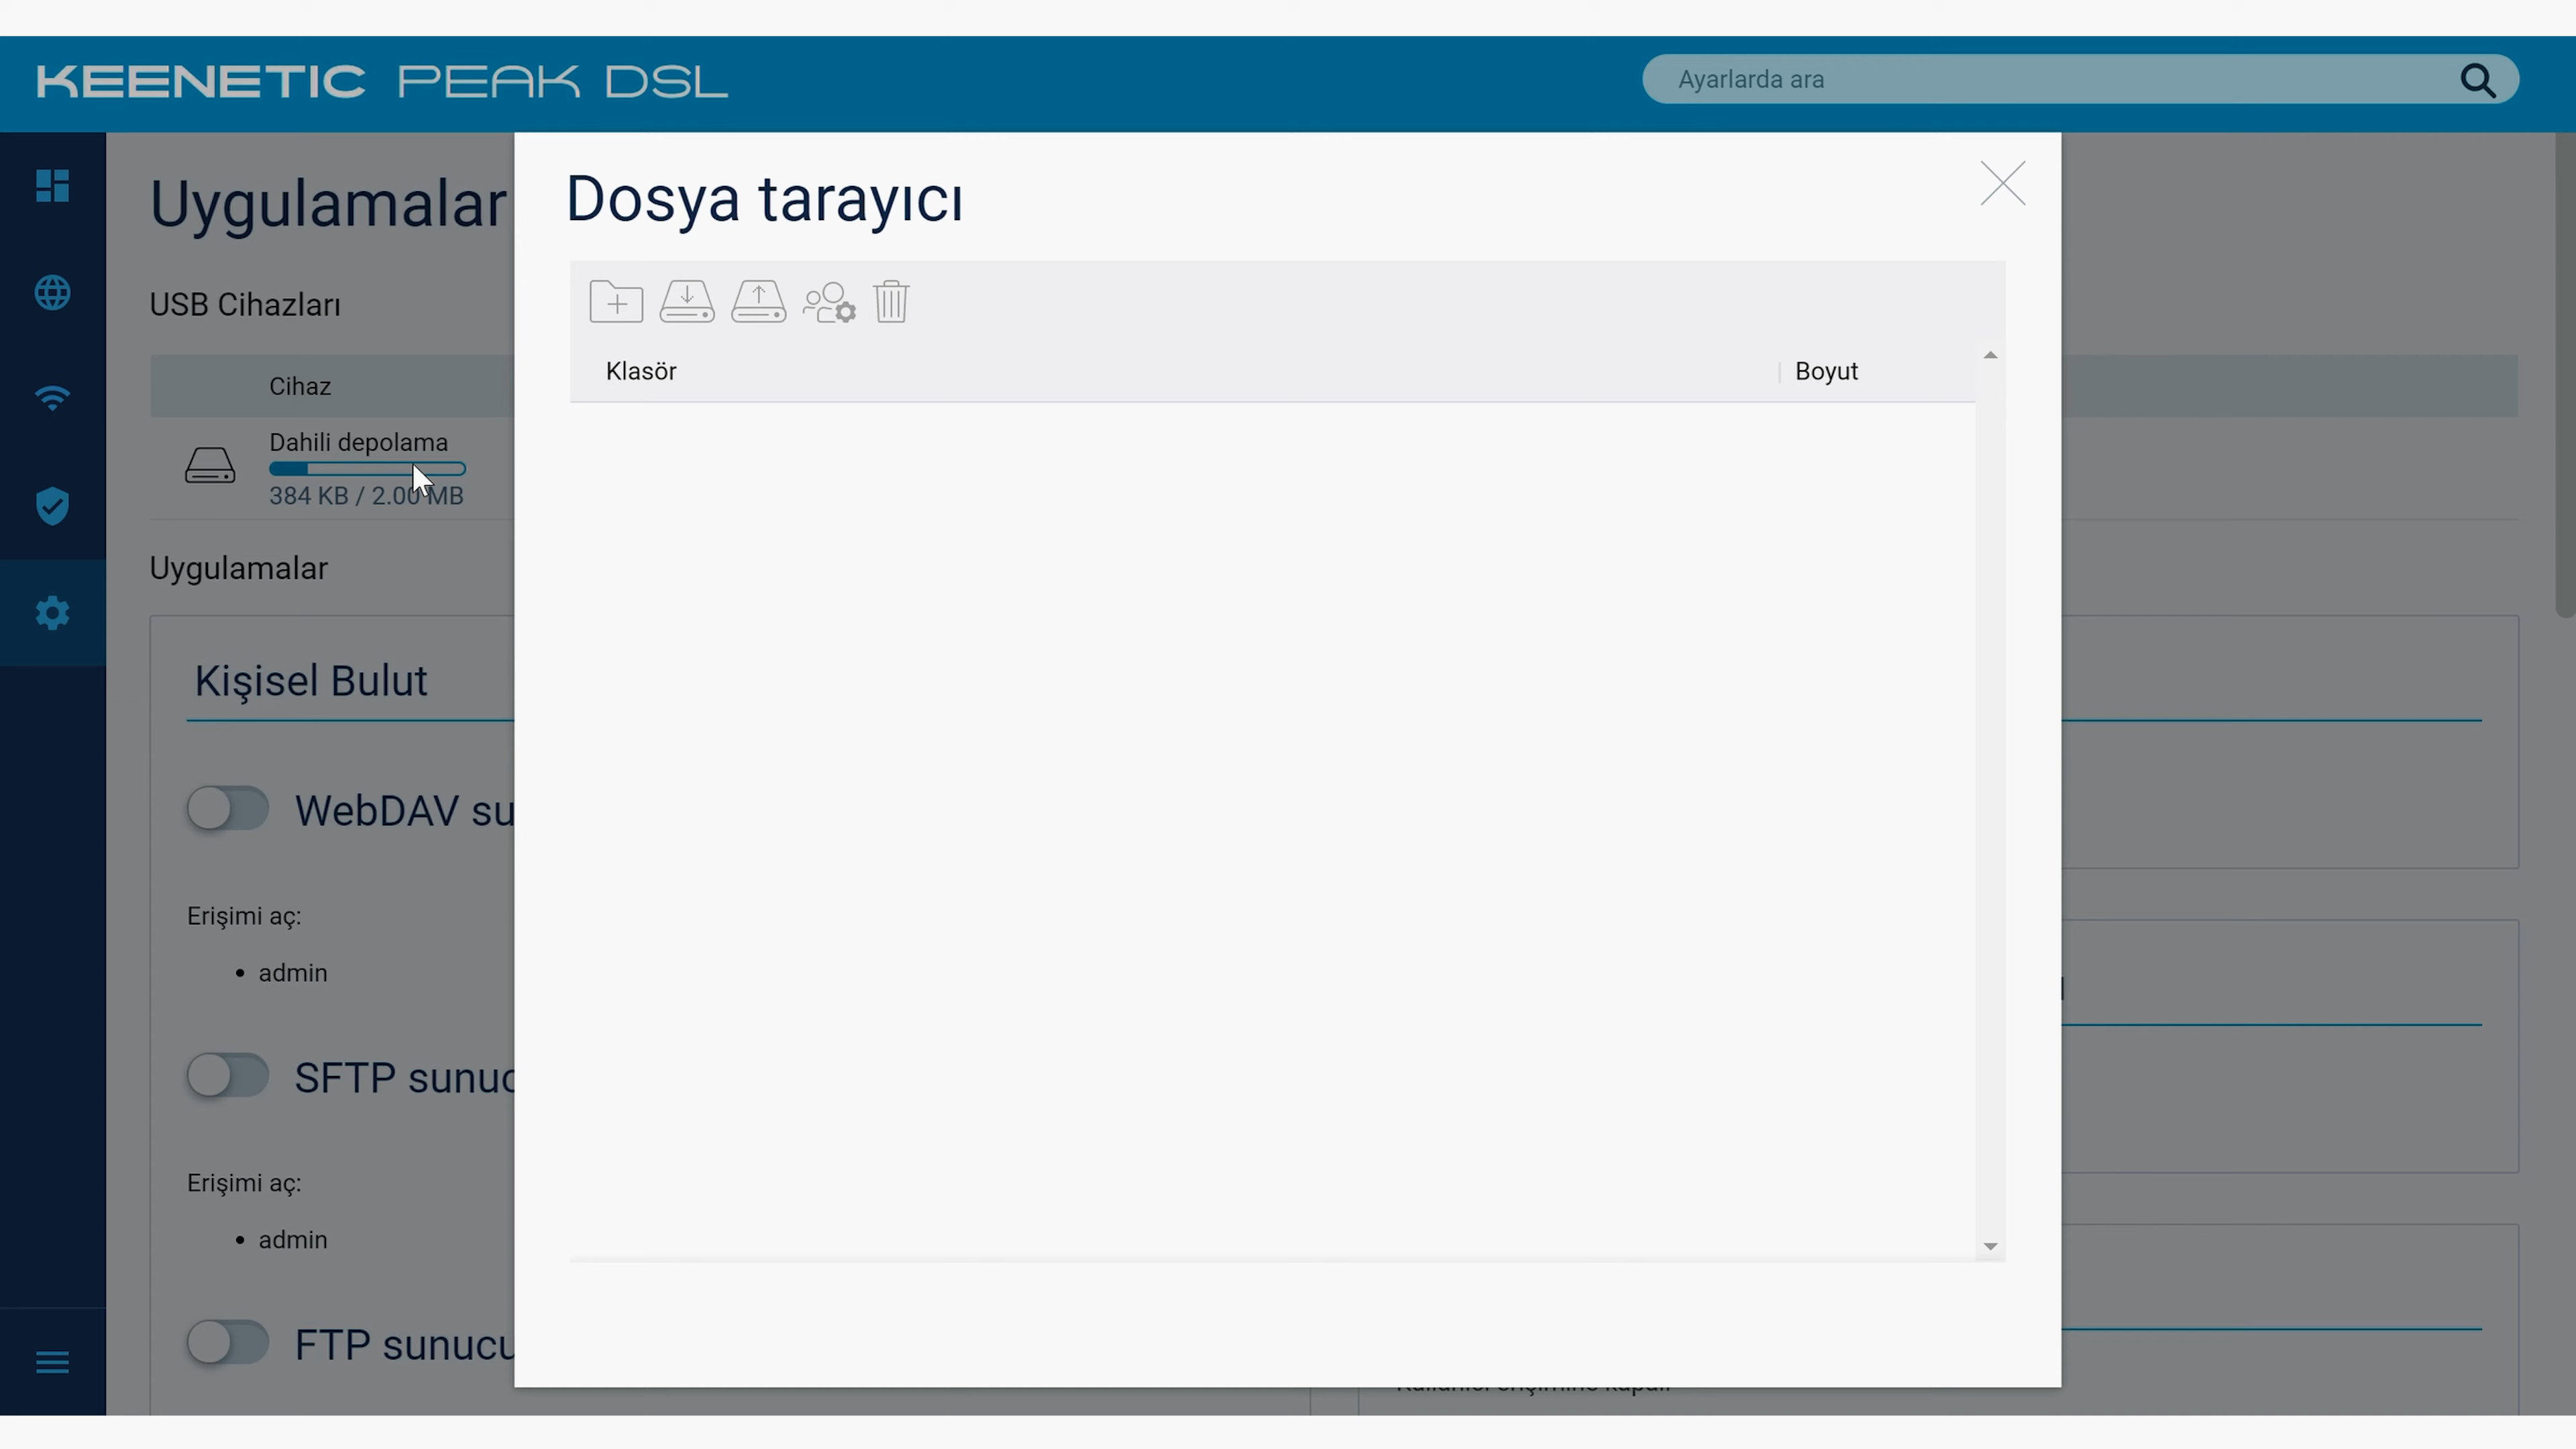 KEENETIC PEAK DSL
Ayarlarda ara
Uygulamalar
USB Cihazları
Cihaz
Dahili depolama
384 KB / 2.00 MB
Uygulamalar
Kişisel Bulut
WebDAV su
Erişimi aç:
admin
SFTP sunuc
Erişimi aç:
admin
FTP sunucu
Dosya tarayıcı
Klasör
Boyut